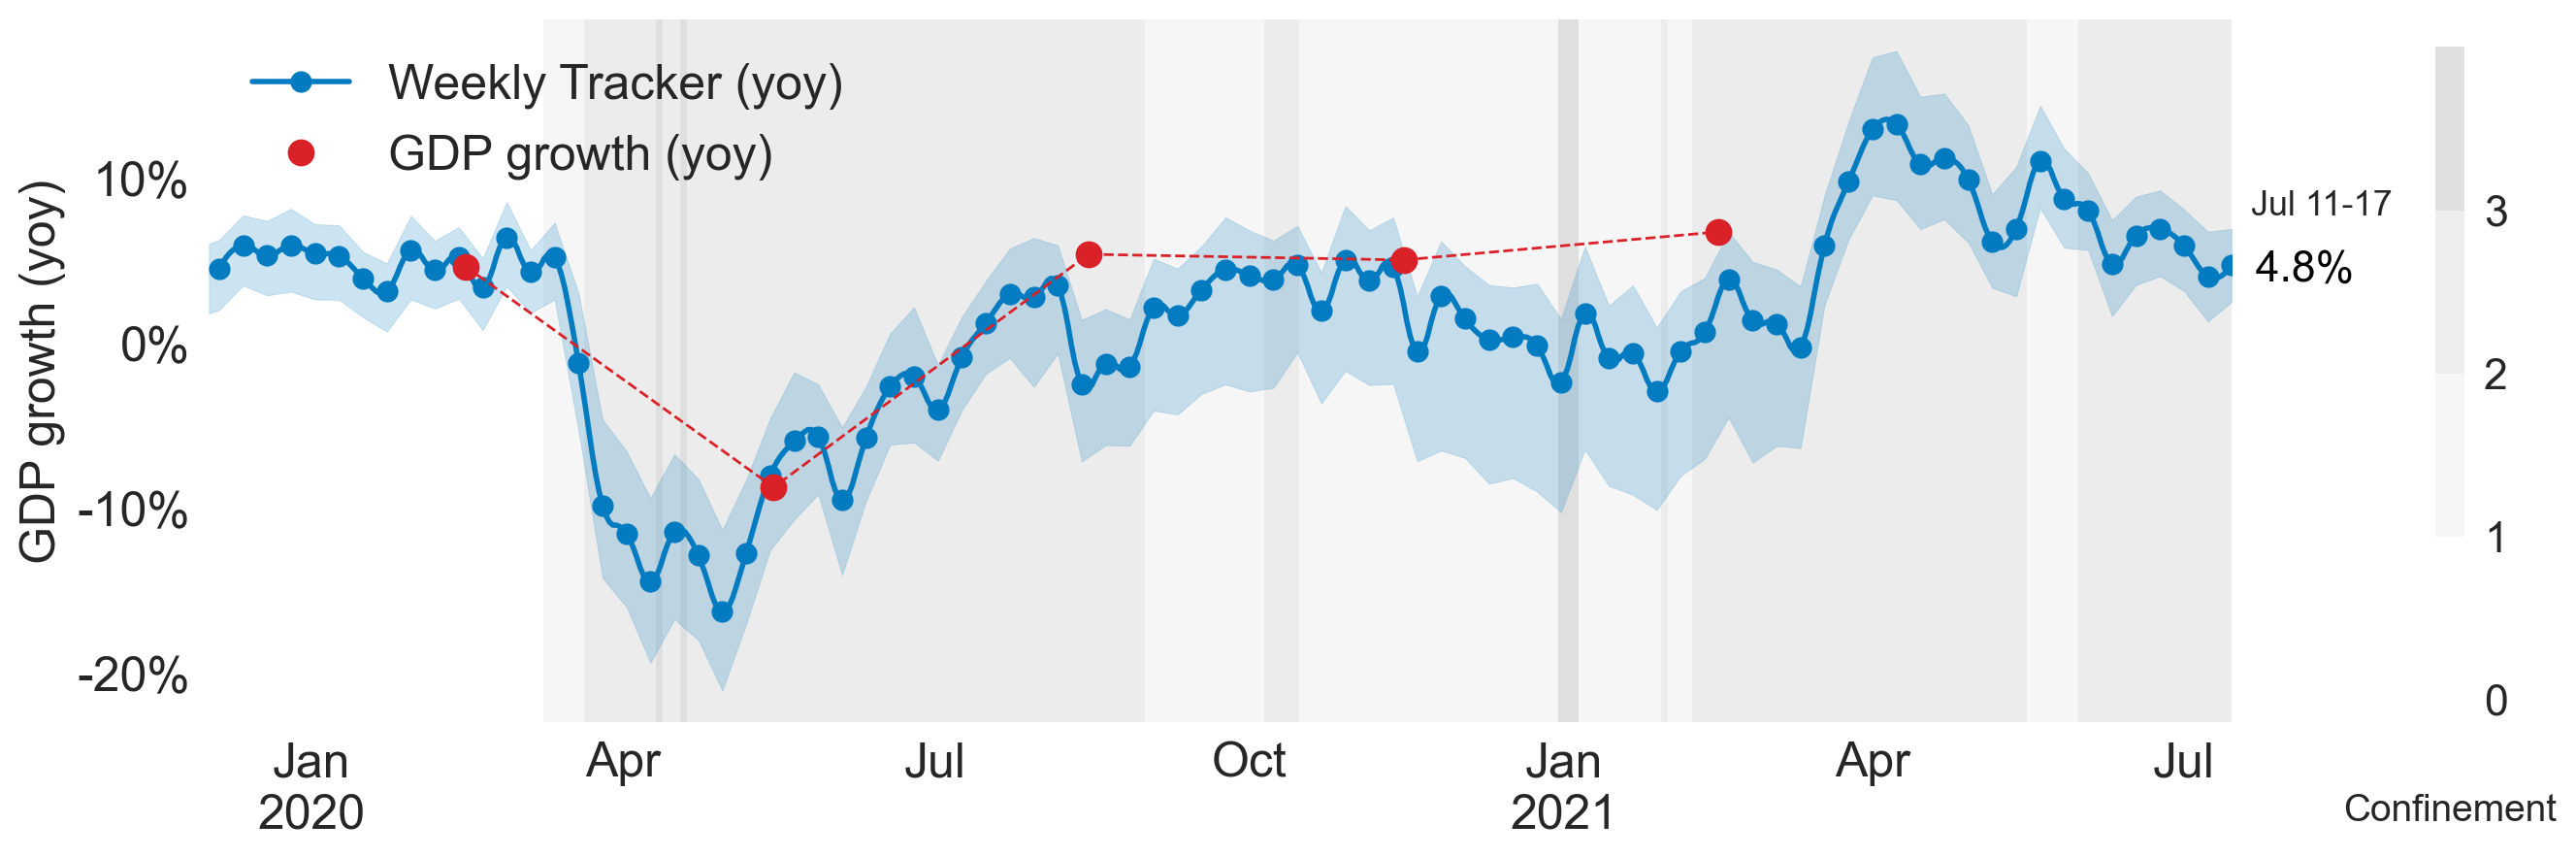 Weekly Tracker (yoy)
GDP growth (yoy)
GDP growth (yoy)
10%
0%
-10%
-20%
Jan
2020
Apr
Jul
Oct
Jan
2021
Apr
Jul
Jul 11-17
4.8%
3
2
1
0
Confinement